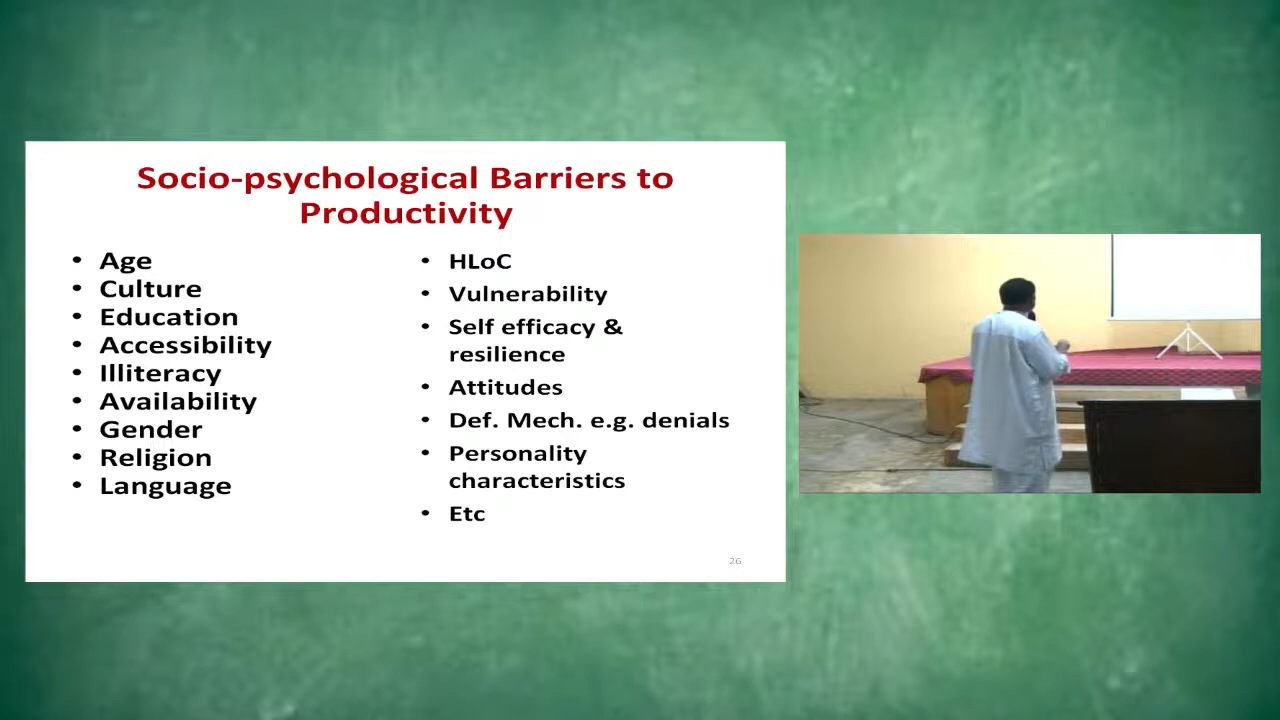 Socio-psychological Barriers to
Productivity
• Age
• Culture
• Education
• Accessibility
• Illiteracy
• Availability
• Gender
• Religion
• Language
• HLoC
• Vulnerability
• Self efficacy &
resilience
• Attitudes
• Def. Mech. e.g. denials
• Personality
characteristics
• Etc
26